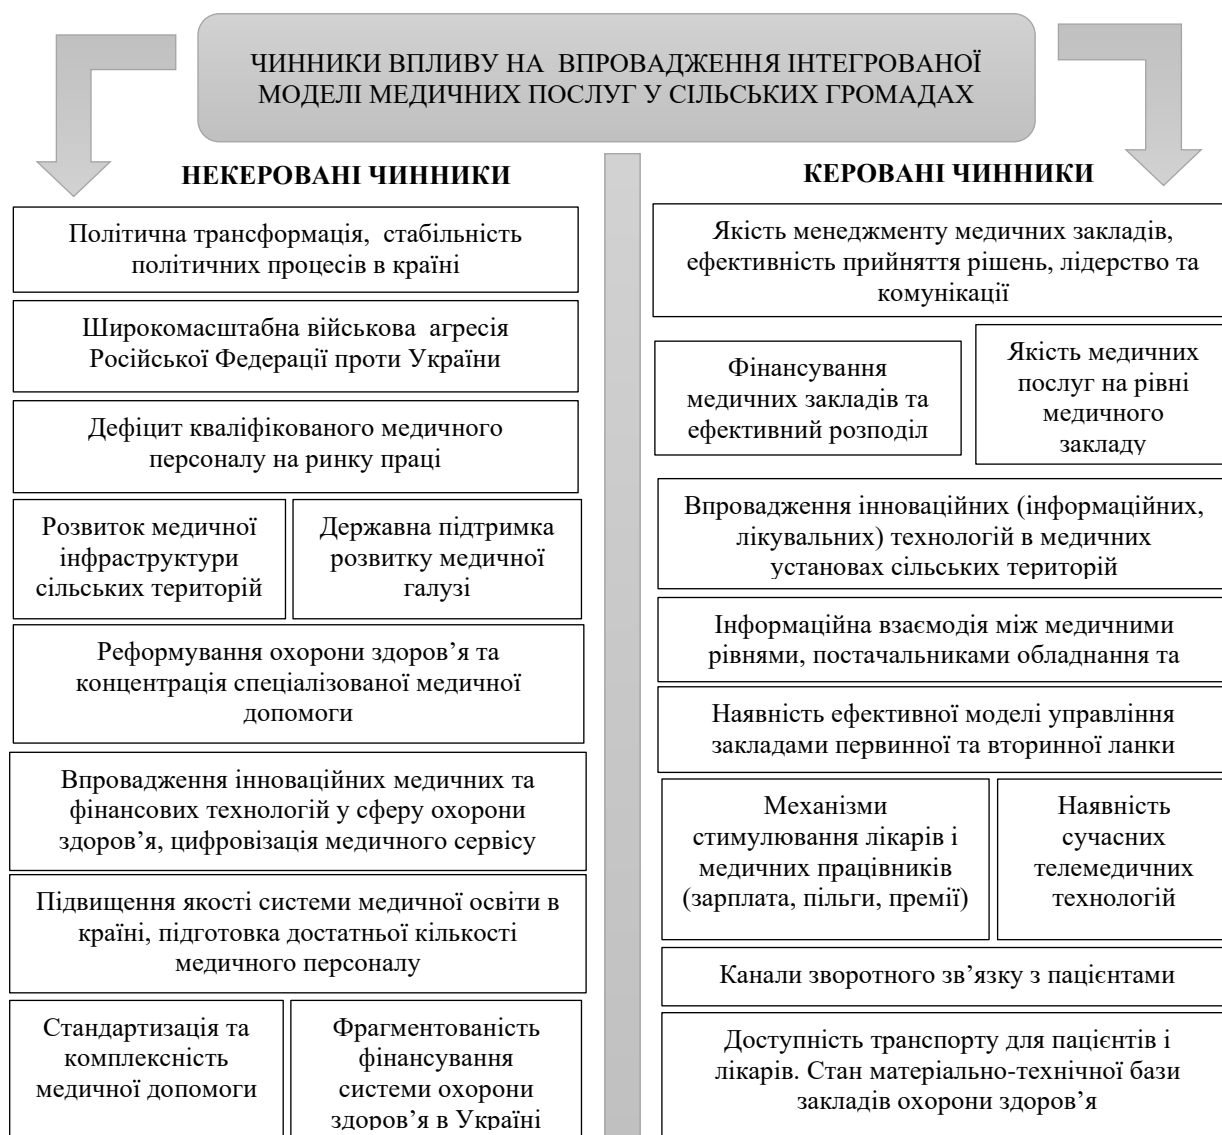 ЧИННИКИ ВПЛИВУ НА ВПРОВАДЖЕННЯ ІНТЕГРОВАНОЇ
МОДЕЛІ МЕДИЧНИХ ПОСЛУГ У СІЛЬСЬКИХ ГРОМАДАХ
НЕКЕРОВАНІ ЧИННИКИ
Політична трансформація, стабільність
політичних процесів в країні
Широкомасштабна військова агресія
Російської Федерації проти України
Дефіцит кваліфікованого медичного
персоналу на ринку праці
Розвиток медичної
інфраструктури
сільських територій
Державна підтримка
розвитку медичної
галузі
Реформування охорони здоров’я та
концентрація спеціалізованої медичної
допомоги
Впровадження інноваційних медичних та
фінансових технологій у сферу охорони
здоров’я, цифровізація медичного сервісу
Підвищення якості системи медичної освіти в
країні, підготовка достатньої кількості
медичного персоналу
Стандартизація та
комплексність
медичної допомоги
Фрагментованість
фінансування
системи охорони
здоров’я в Україні
КЕРОВАНІ ЧИННИКИ
Якість менеджменту медичних закладів,
ефективність прийняття рішень, лідерство та
комунікації
Фінансування
медичних закладів та
ефективний розподіл
Якість медичних
послуг на рівні
медичного
закладу
Впровадження інноваційних (інформаційних,
лікувальних) технологій в медичних
установах сільських територій
Інформаційна взаємодія між медичними
рівнями, постачальниками обладнання та
Наявність ефективної моделі управління
закладами первинної та вторинної ланки
Механізми
стимулювання лікарів і
медичних працівників
(зарплата, пільги, премії)
Наявність
сучасних
телемедичних
технологій
Канали зворотного зв’язку з пацієнтами
Доступність транспорту для пацієнтів і
лікарів. Стан матеріально-технічної бази
закладів охорони здоров’я